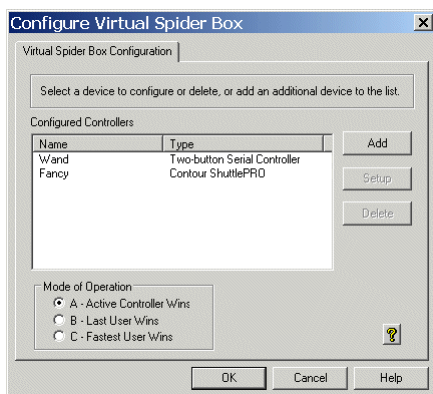 Configure Virtual Spider Box
Virtual Spider Box Configuration
Select a device to configure or delete, or add an additional device to the list.
Configured Controllers
Name Type
Wand Two-button Serial Controller
Fancy Contour ShuttlePRO
Add
Setup
Delete
Mode of Operation
A - Active Controller Wins
B - Last User Wins
C - Fastest User Wins
?
OK Cancel Help